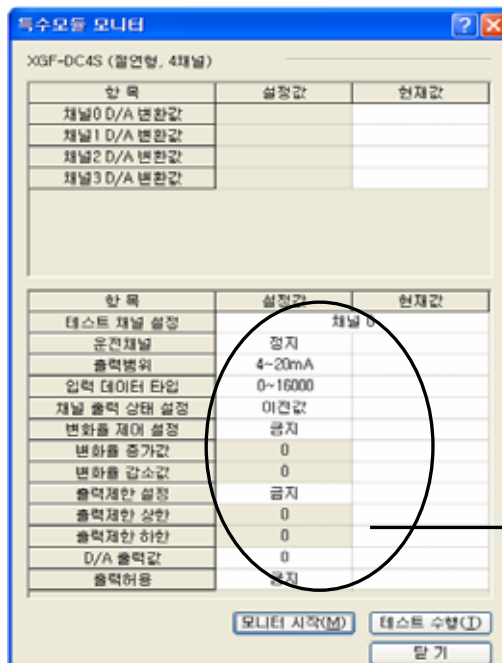 특수모듈 모니터
XGF-DC4S (절연형, 4채널)
항 목 설정값 현재값
채널0 D/A 변환값
채널1 D/A 변환값
채널2 D/A 변환값
채널3 D/A 변환값
항 목 설정값 현재값
테스트 채널 설정 채널 0
운전채널 정지
출력범위 4~20mA
입력 데이터 타입 0~16000
채널 출력 상태 설정 이전값
변화율 제어 설정 금지
변화율 증가값 0
변화율 감소값 0
출력제한 설정 금지
출력제한 상한 0
출력제한 하한 0
D/A 출력값 0
출력허용 금지
모니터 시작(M) 테스트 수행(T)
닫 기